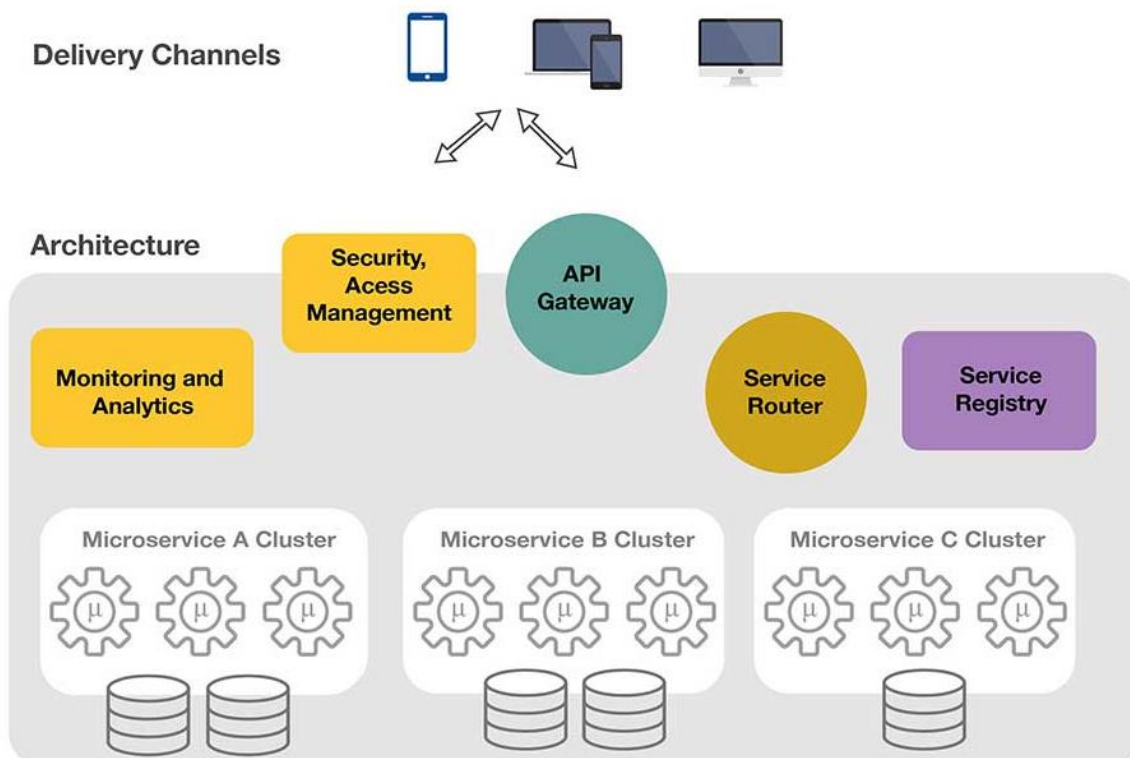 Delivery Channels
Architecture
Security,
Acess
Management
API
Gateway
Monitoring and
Analytics
Service
Router
Service
Registry
Microservice A Cluster
μ μ μ
Microservice B Cluster
μ μ μ
Microservice C Cluster
μ μ μ